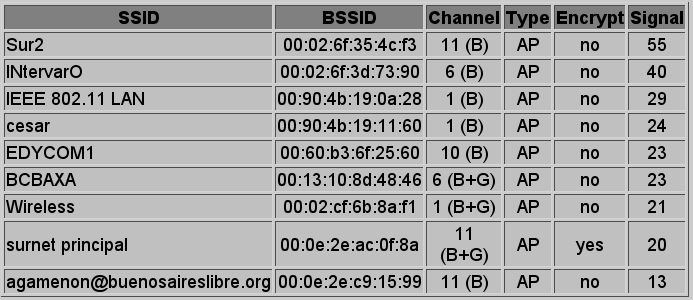 SSID BSSID Channel Type Encrypt Signal
Sur2 00:02:6f:35:4c:f3 11 (B) AP no 55
INtervarO 00:02:6f:3d:73:90 6 (B) AP no 40
IEEE 802.11 LAN 00:90:4b:19:0a:28 1 (B) AP no 29
cesar 00:90:4b:19:11:60 1 (B) AP no 24
EDYCOM1 00:60:b3:6f:25:60 10 (B) AP no 23
BCBAXA 00:13:10:8d:48:46 6 (B+G) AP no 23
Wireless 00:02:cf:6b:8a:f1 1 (B+G) AP no 21
surnet principal 00:0e:2e:ac:0f:8a 11 (B+G) AP yes 20
agamenon@buenosaireslibre.org 00:0e:2e:c9:15:99 11 (B) AP no 13